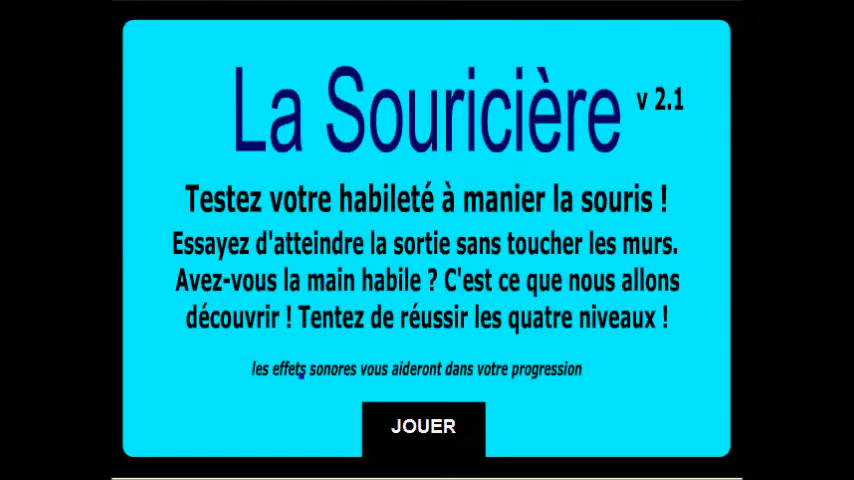 La Souricière v 2.1
Testez votre habileté à manier la souris !
Essayez d'atteindre la sortie sans toucher les murs.
Avez-vous la main habile ? C'est ce que nous allons
découvrir ! Tentez de réussir les quatre niveaux !
les effets sonores vous aideront dans votre progression
JOUER